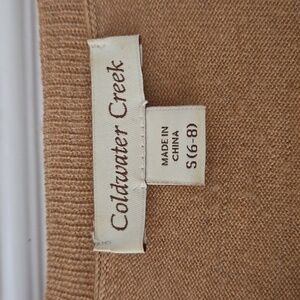 Coldwater Creek
MADE IN
CHINA
S (6-8)